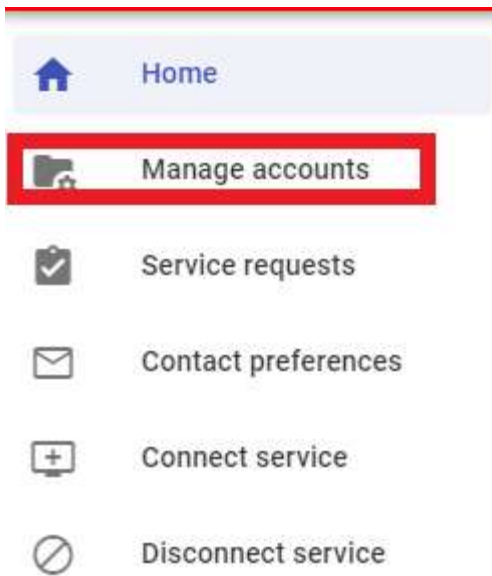 Home
Manage accounts
Service requests
Contact preferences
Connect service
Disconnect service